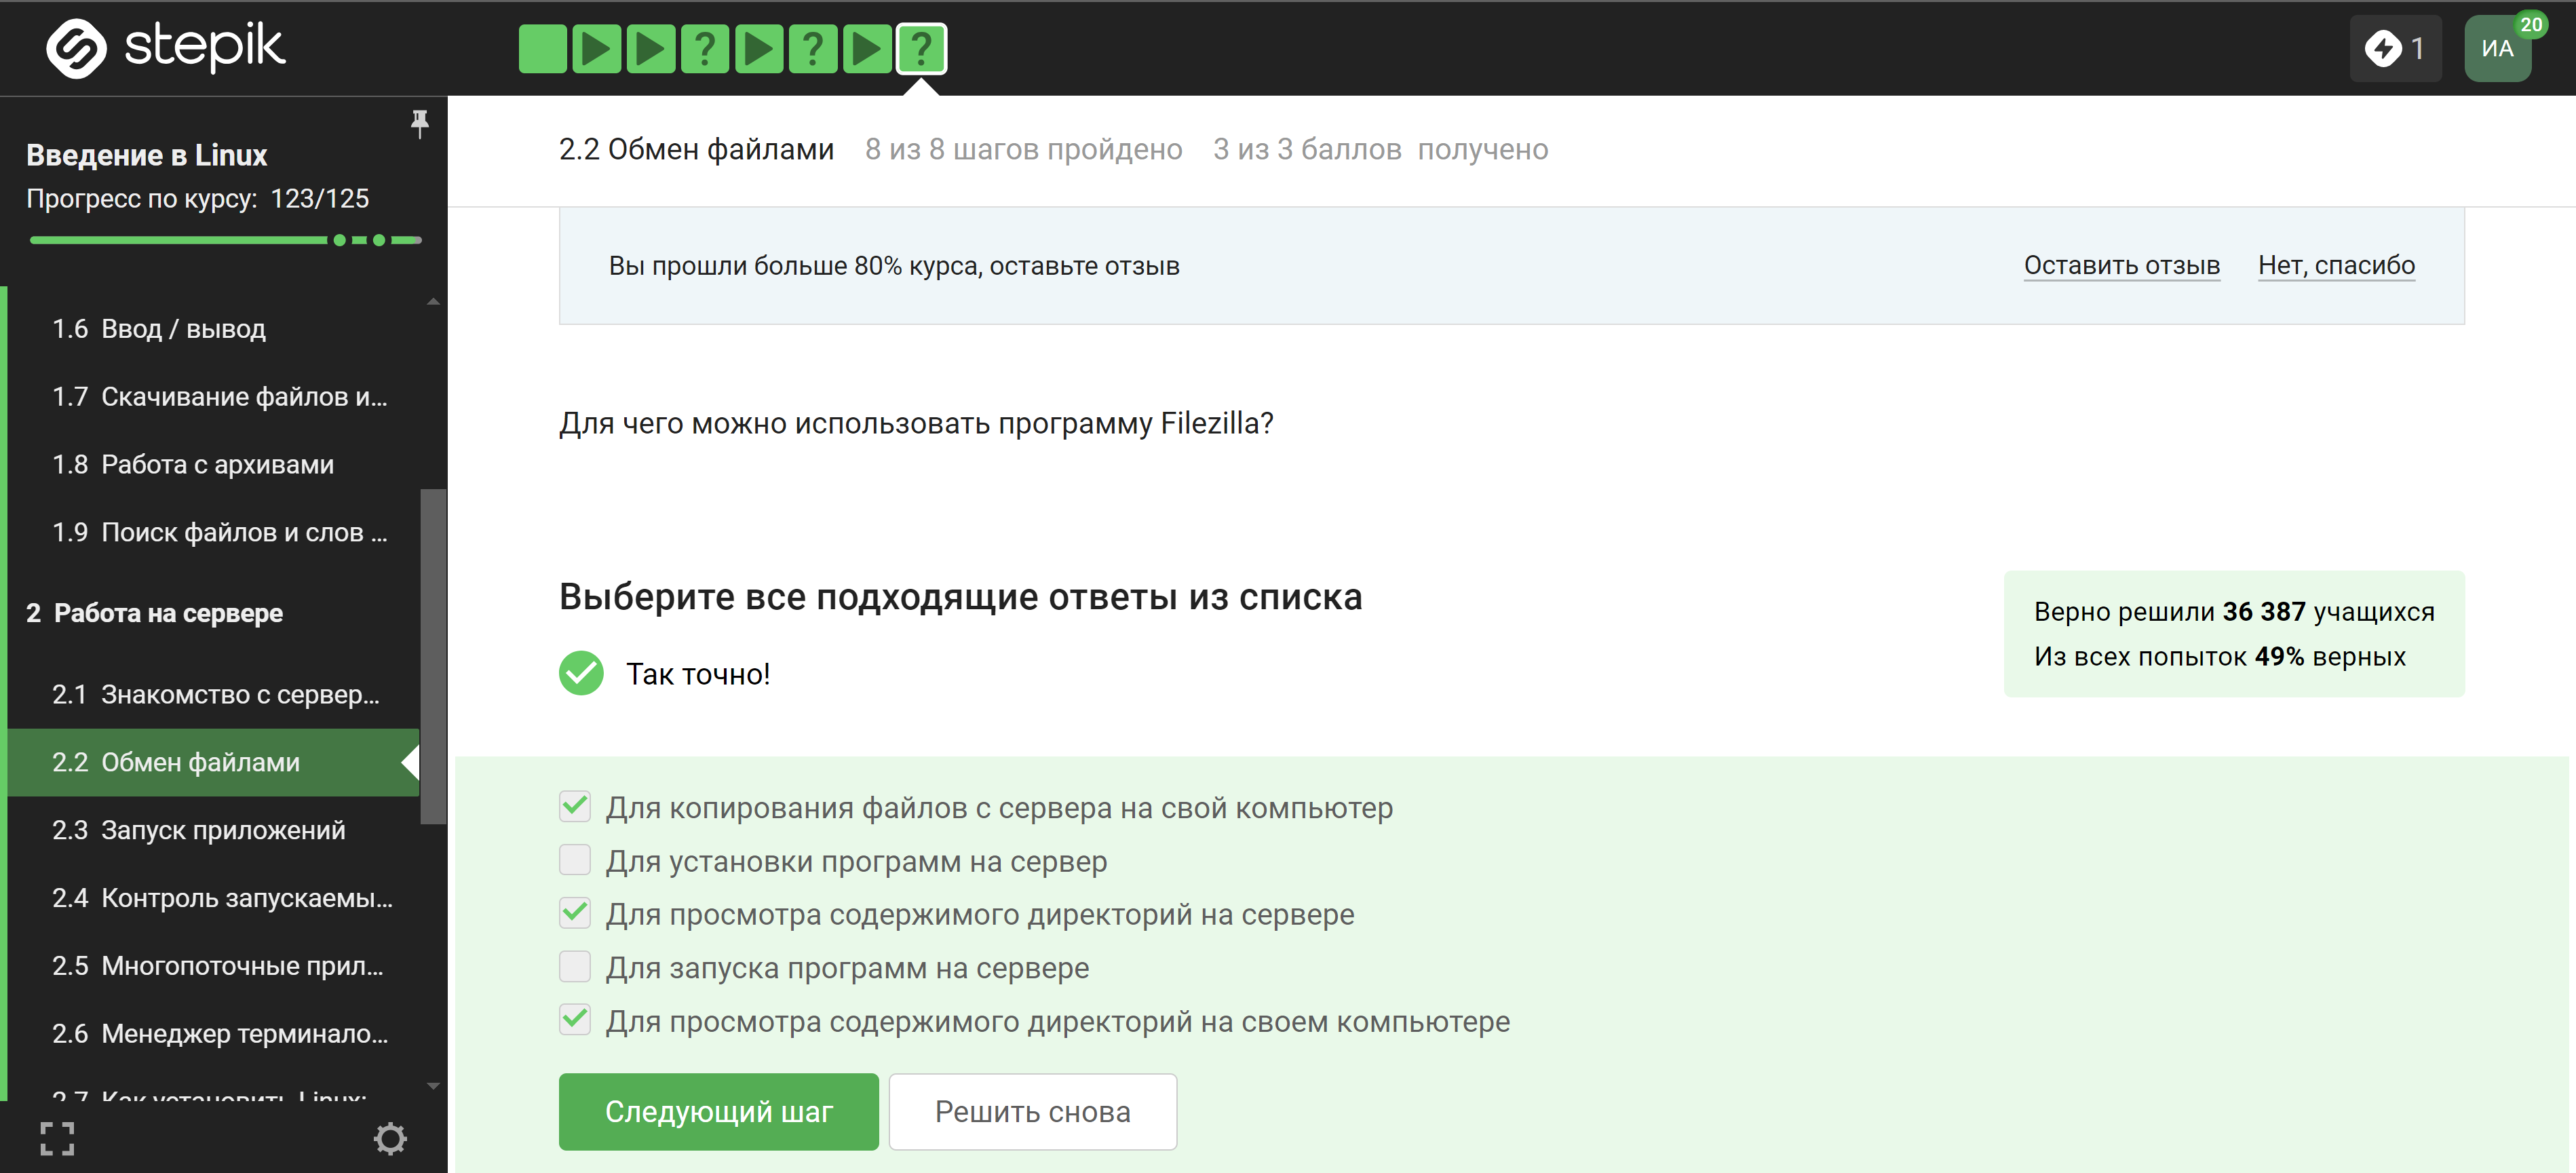 stepik
? ? ?
1
ИА
20
Введение в Linux
Прогресс по курсу: 123/125
1.6 Ввод / вывод
1.7 Скачивание файлов и...
1.8 Работа с архивами
1.9 Поиск файлов и слов ...
2 Работа на сервере
2.1 Знакомство с сервер...
2.2 Обмен файлами
2.3 Запуск приложений
2.4 Контроль запускаемы...
2.5 Многопоточные прил...
2.6 Менеджер терминало...
2.7 Как установить Linux:
2.2 Обмен файлами 8 из 8 шагов пройдено 3 из 3 баллов получено
Вы прошли больше 80% курса, оставьте отзыв
Оставить отзыв Нет, спасибо
Для чего можно использовать программу Filezilla?
Выберите все подходящие ответы из списка
Так точно!
Верно решили 36 387 учащихся
Из всех попыток 49% верных
Для копирования файлов с сервера на свой компьютер
Для установки программ на сервер
Для просмотра содержимого директорий на сервере
Для запуска программ на сервере
Для просмотра содержимого директорий на своем компьютере
Следующий шаг Решить снова